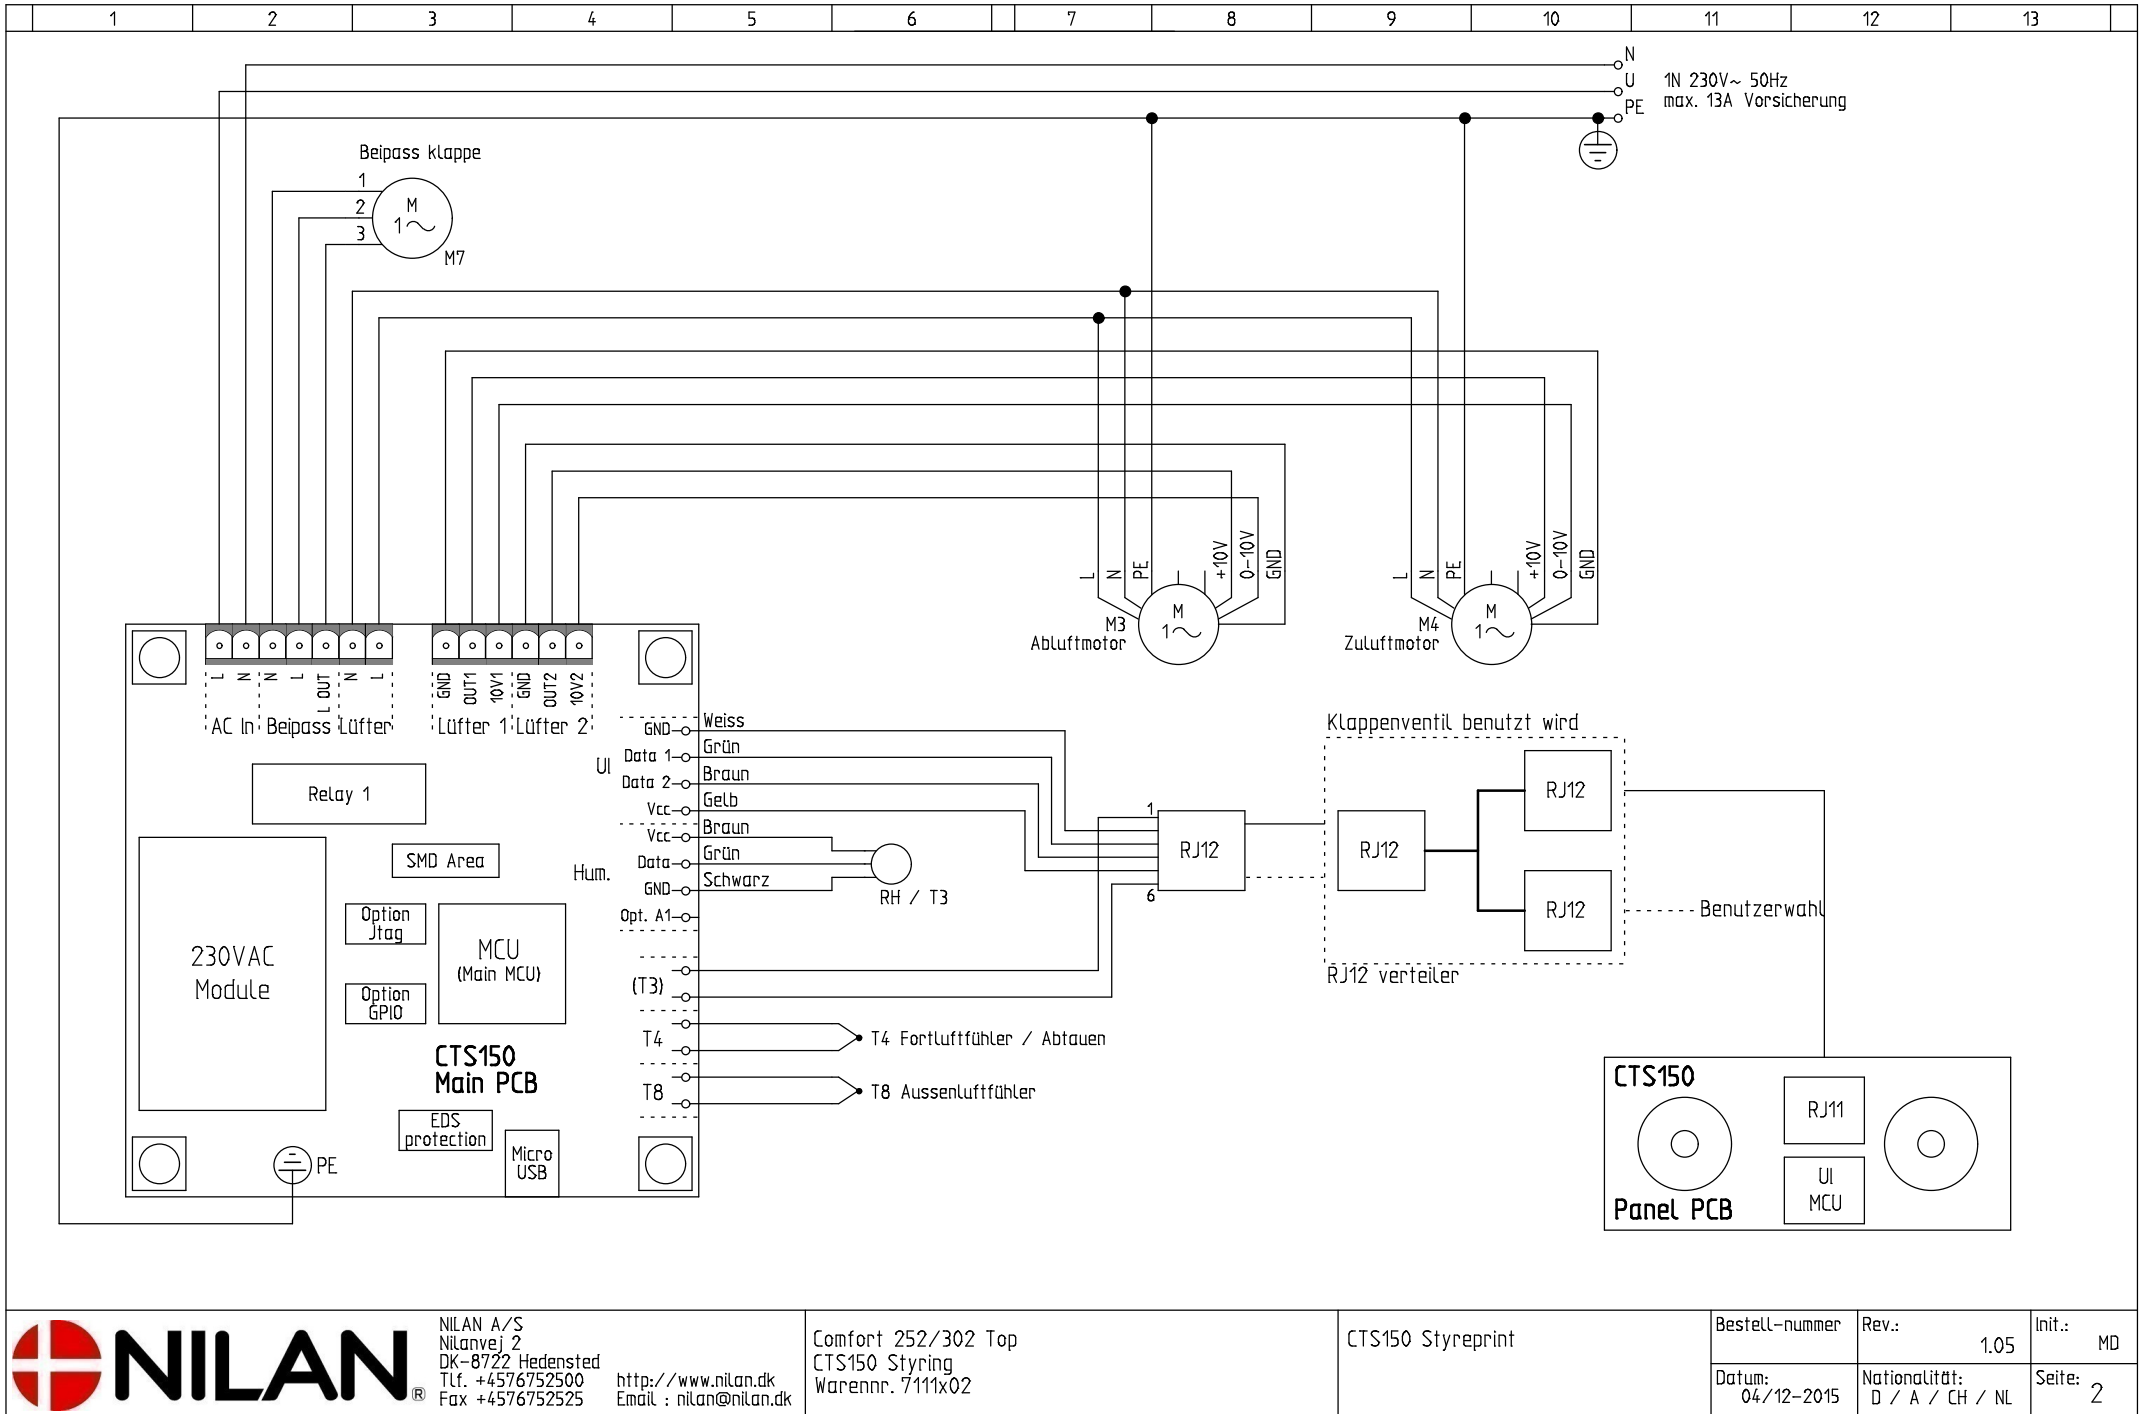 1 2 3 4 5 6 7 8 9 10 11 12 13
N
U
PE
1N 230V~ 50Hz
max. 13A Vorsicherung
Beipass klappe
1
2
3
M
1~
M7
L
N
PE
+10V
0-10V
GND
M
1~
M3
Abluftmotor
L
N
PE
+10V
0-10V
GND
M
1~
M4
Zuluftmotor
L
N
N
L
L OUT
N
L
GND
OUT1
10V1
GND
OUT2
10V2
AC In
Beipass
Lüfter
Lüfter 1
Lüfter 2
Relay 1
SMD Area
230VAC
Module
Option
Jtag
Option
GPIO
MCU
(Main MCU)
CTS150
Main PCB
EDS
protection
Micro
USB
PE
UI
GND
Data 1
Data 2
Vcc
Hum.
Vcc
Data
GND
Opt. A1
(T3)
T4
T8
Weiss
Grün
Braun
Gelb
Braun
Grün
Schwarz
RH / T3
T4 Fortluftfühler / Abtauen
T8 Aussenluftfühler
1
RJ12
6
Klappenventil benutzt wird
RJ12
RJ12
RJ12
RJ12 verteiler
Benutzerwahl
CTS150
RJ11
UI
MCU
Panel PCB
NILAN®
NILAN A/S
Nilanvej 2
DK-8722 Hedensted
Tlf. +4576752500
Fax +4576752525
http://www.nilan.dk
Email : nilan@nilan.dk
Comfort 252/302 Top
CTS150 Styring
Warennr. 7111x02
CTS150 Styreprint
Bestell-nummer
Rev.:
1.05
Init.:
MD
Datum:
04/12-2015
Nationalität:
D / A / CH / NL
Seite:
2